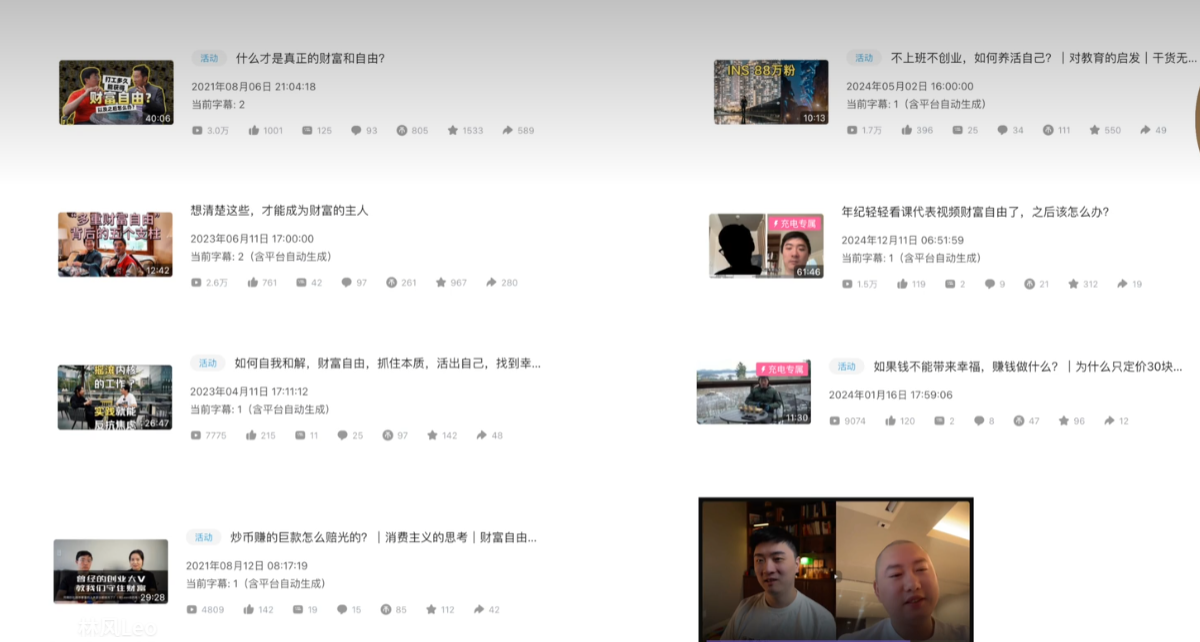 打工多久
能获得
财富自由?
以及之后怎么办?
40:06
活动 什么才是真正的财富和自由?
2021年08月06日 21:04:18
当前字幕: 2
3.0万 1001 125 93 805 1533 589
“多重财富自由”
背后的五个支柱
12:42
想清楚这些，才能成为财富的主人
2023年06月11日 17:00:00
当前字幕: 2（含平台自动生成）
2.6万 761 42 97 261 967 280
摇滚内核
的工作?
实践就能
反抗焦虑
1:26:47
活动 如何自我和解，财富自由，抓住本质，活出自己，找到幸...
2023年04月11日 17:11:12
当前字幕: 1（含平台自动生成）
7775 215 11 25 97 142 48
曾经的创业大V
教我们守住财富
29:28
活动 炒币赚的巨款怎么赔光的? ｜消费主义的思考｜财富自由...
2021年08月12日 08:17:19
当前字幕: 1（含平台自动生成）
4809 142 19 15 85 112 42
林风Leo
INS 88万粉
10:13
活动 不上班不创业，如何养活自己? ｜对教育的启发｜干货无...
2024年05月02日 16:00:00
当前字幕: 1（含平台自动生成）
1.7万 396 25 34 111 550 49
充电专属
61:46
年纪轻轻看课代表视频财富自由了，之后该怎么办?
2024年12月11日 06:51:59
当前字幕: 1（含平台自动生成）
1.5万 119 2 9 21 312 19
充电专属
11:30
活动 如果钱不能带来幸福，赚钱做什么? ｜为什么只定价30块...
2024年01月16日 17:59:06
9074 120 2 8 47 96 12